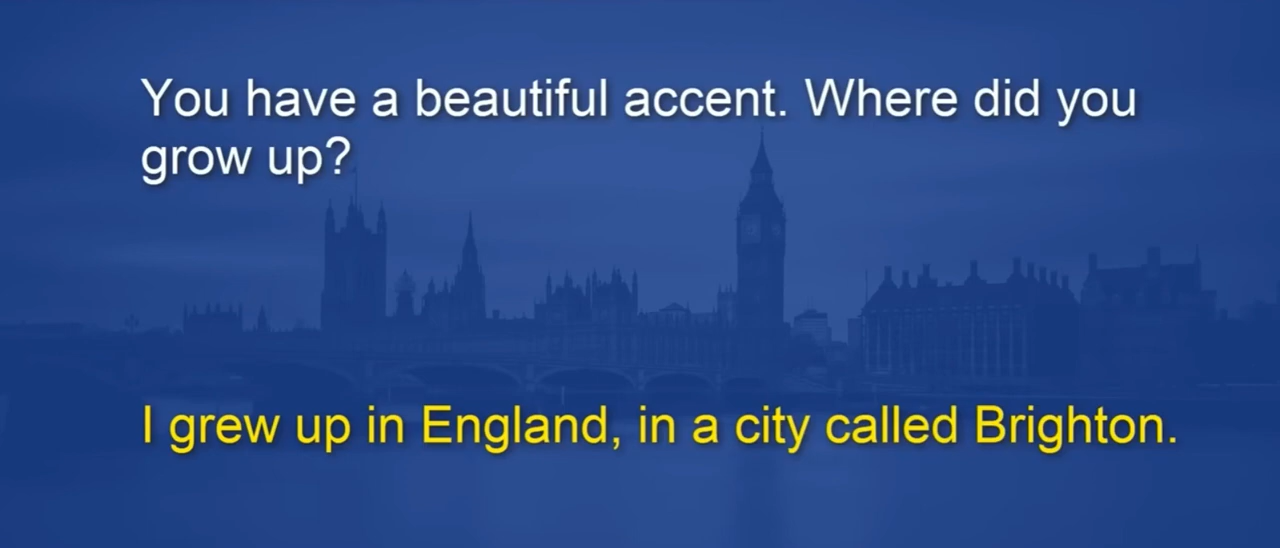 You have a beautiful accent. Where did you
grow up?
I grew up in England, in a city called Brighton.